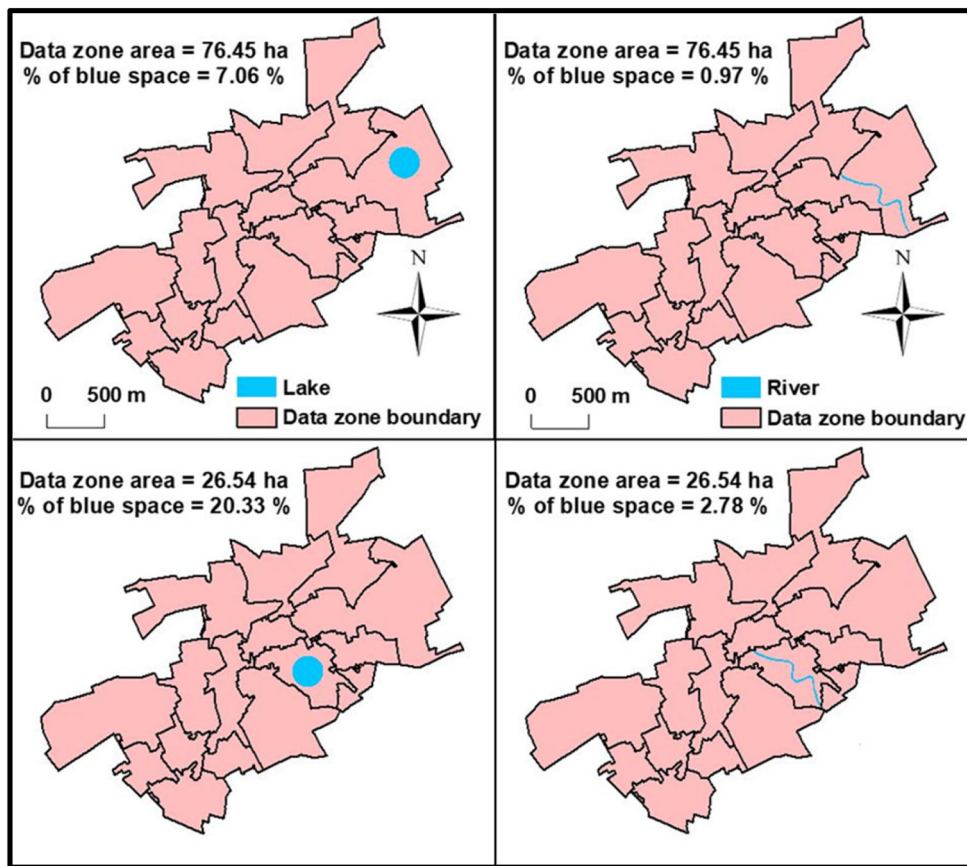 Data zone area = 76.45 ha
% of blue space = 7.06 %
N
0 500 m
Lake
Data zone boundary
Data zone area = 76.45 ha
% of blue space = 0.97 %
N
0 500 m
River
Data zone boundary
Data zone area = 26.54 ha
% of blue space = 20.33 %
Data zone area = 26.54 ha
% of blue space = 2.78 %